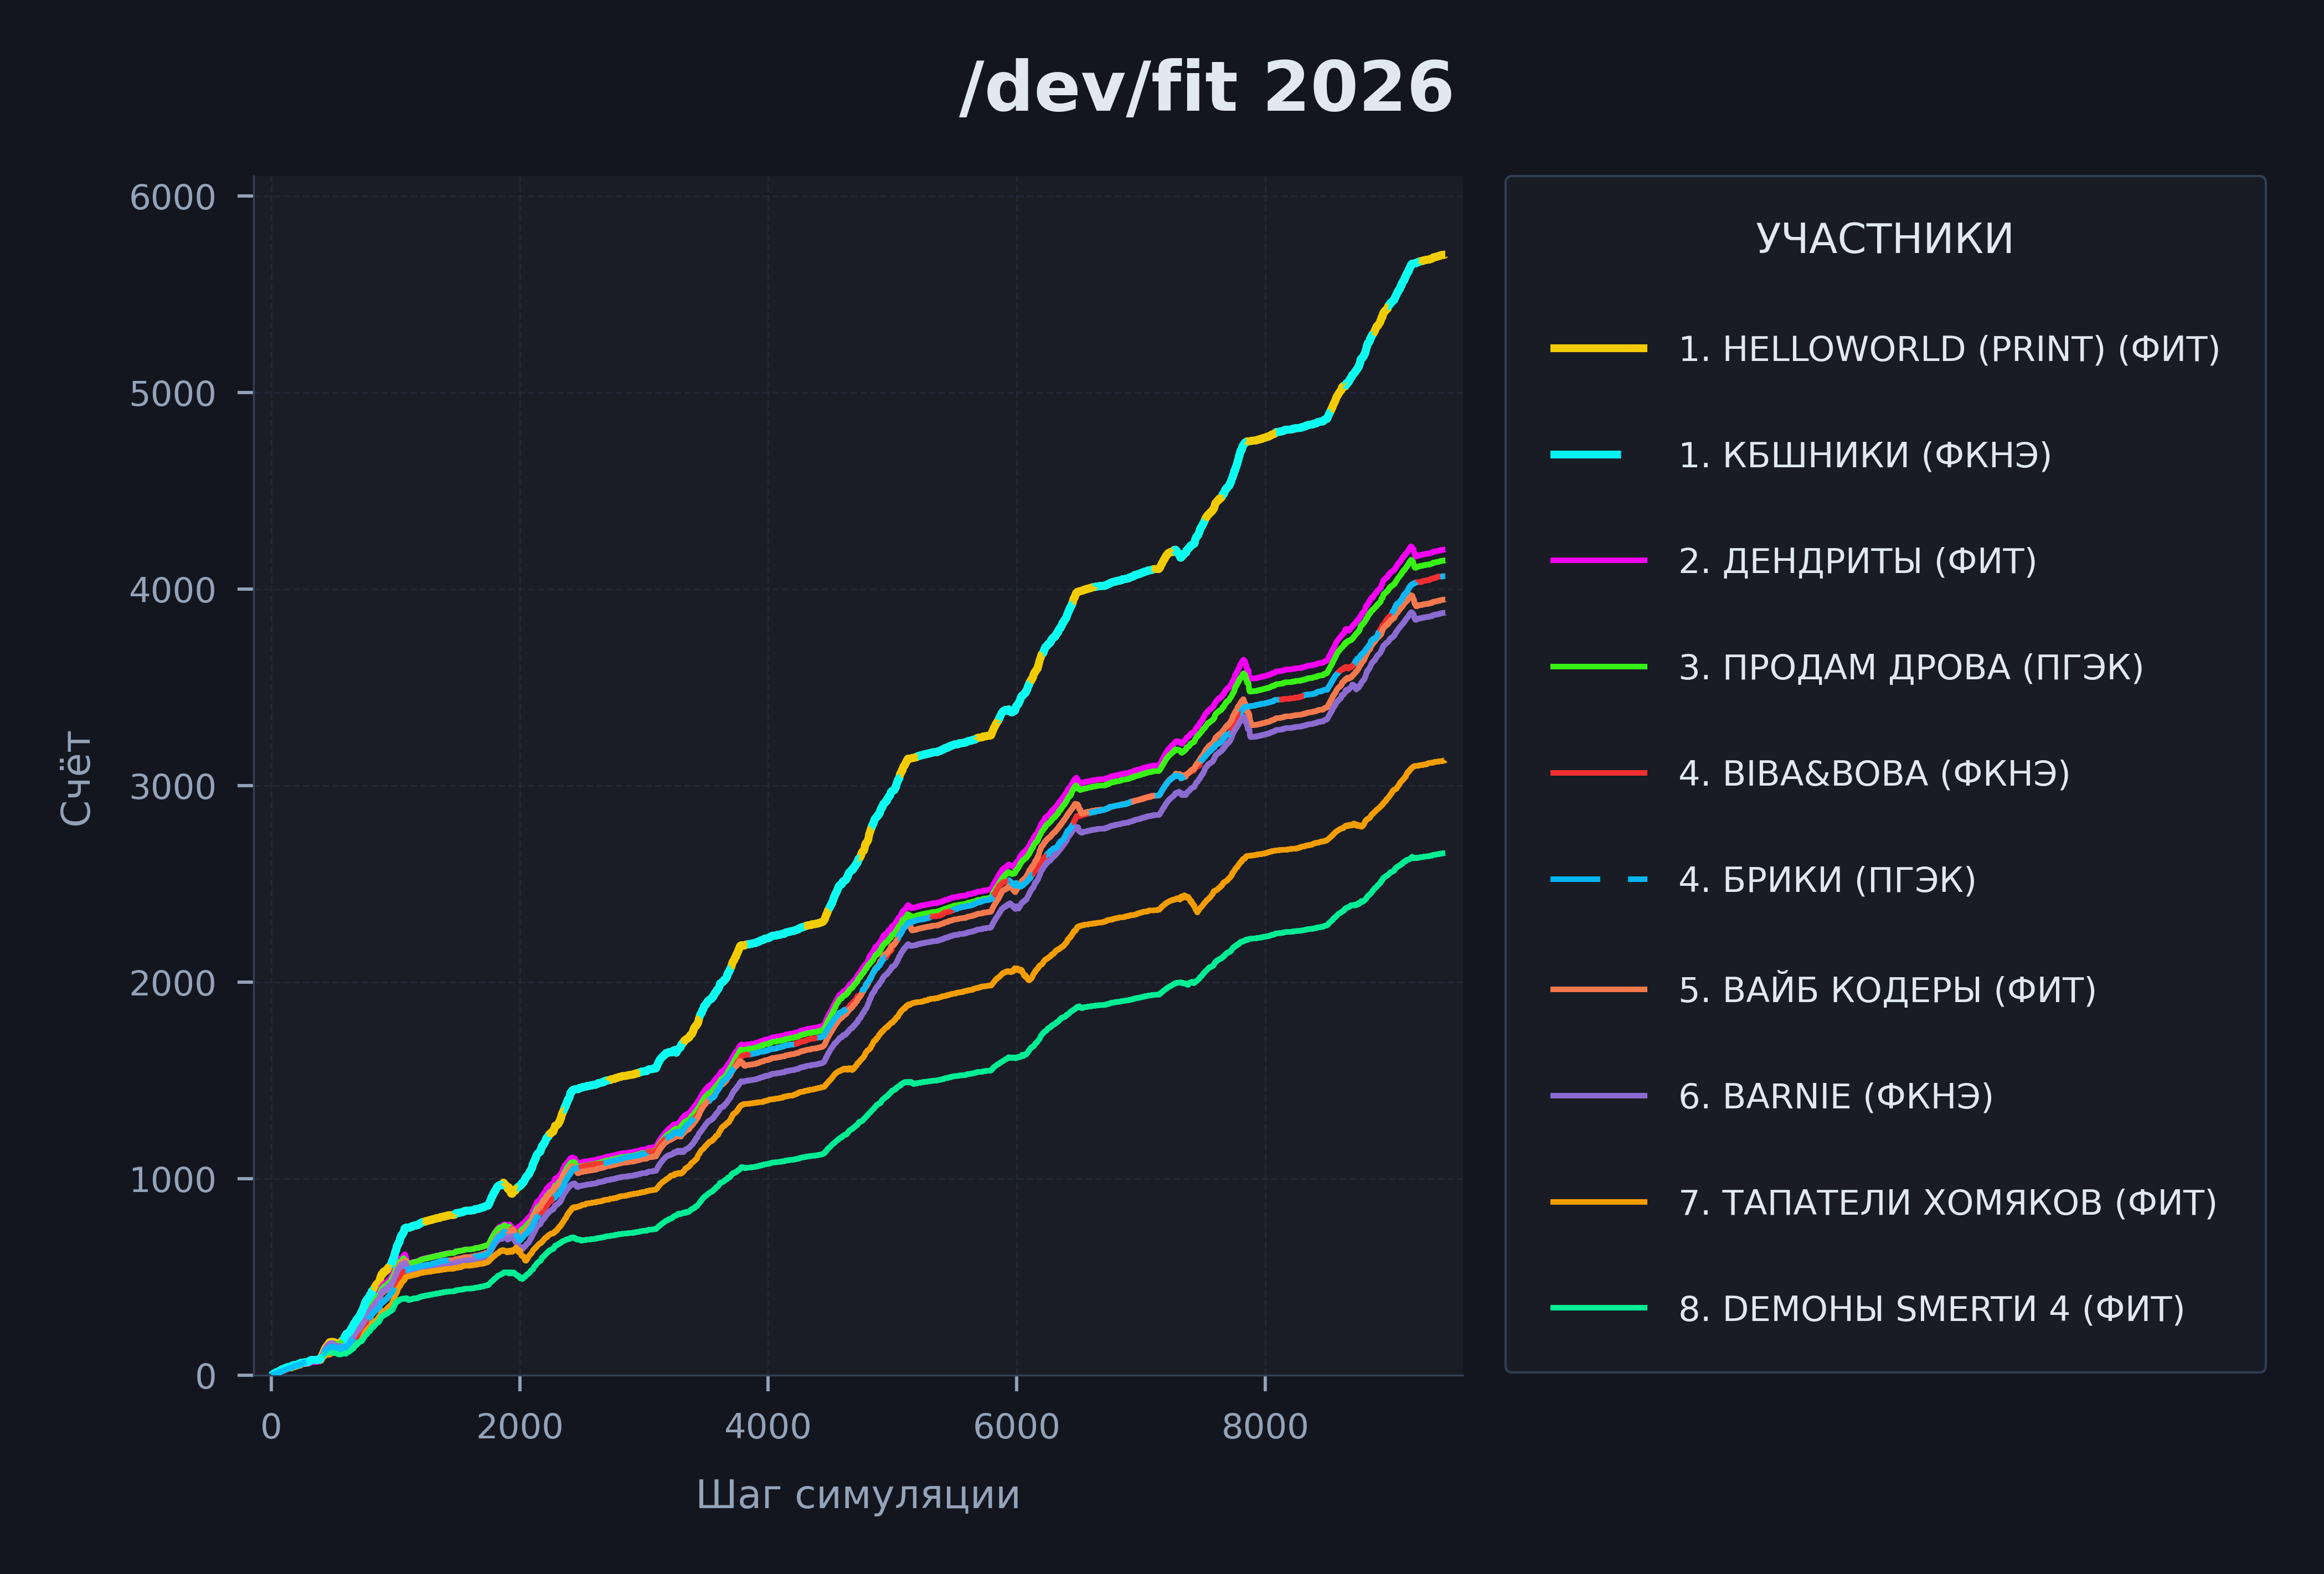 /dev/fit 2026
6000
5000
4000
3000
2000
1000
0
Счёт
0 2000 4000 6000 8000
Шаг симуляции
УЧАСТНИКИ
1. HELLOWORLD (PRINT) (ФИТ)
1. КБШНИКИ (ФКНЭ)
2. ДЕНДРИТЫ (ФИТ)
3. ПРОДАМ ДРОВА (ПГЭК)
4. BIBA&BOBA (ФКНЭ)
4. БРИКИ (ПГЭК)
5. ВАЙБ КОДЕРЫ (ФИТ)
6. BARNIE (ФКНЭ)
7. ТАПАТЕЛИ ХОМЯКОВ (ФИТ)
8. DEМОНЫ SMERTИ 4 (ФИТ)